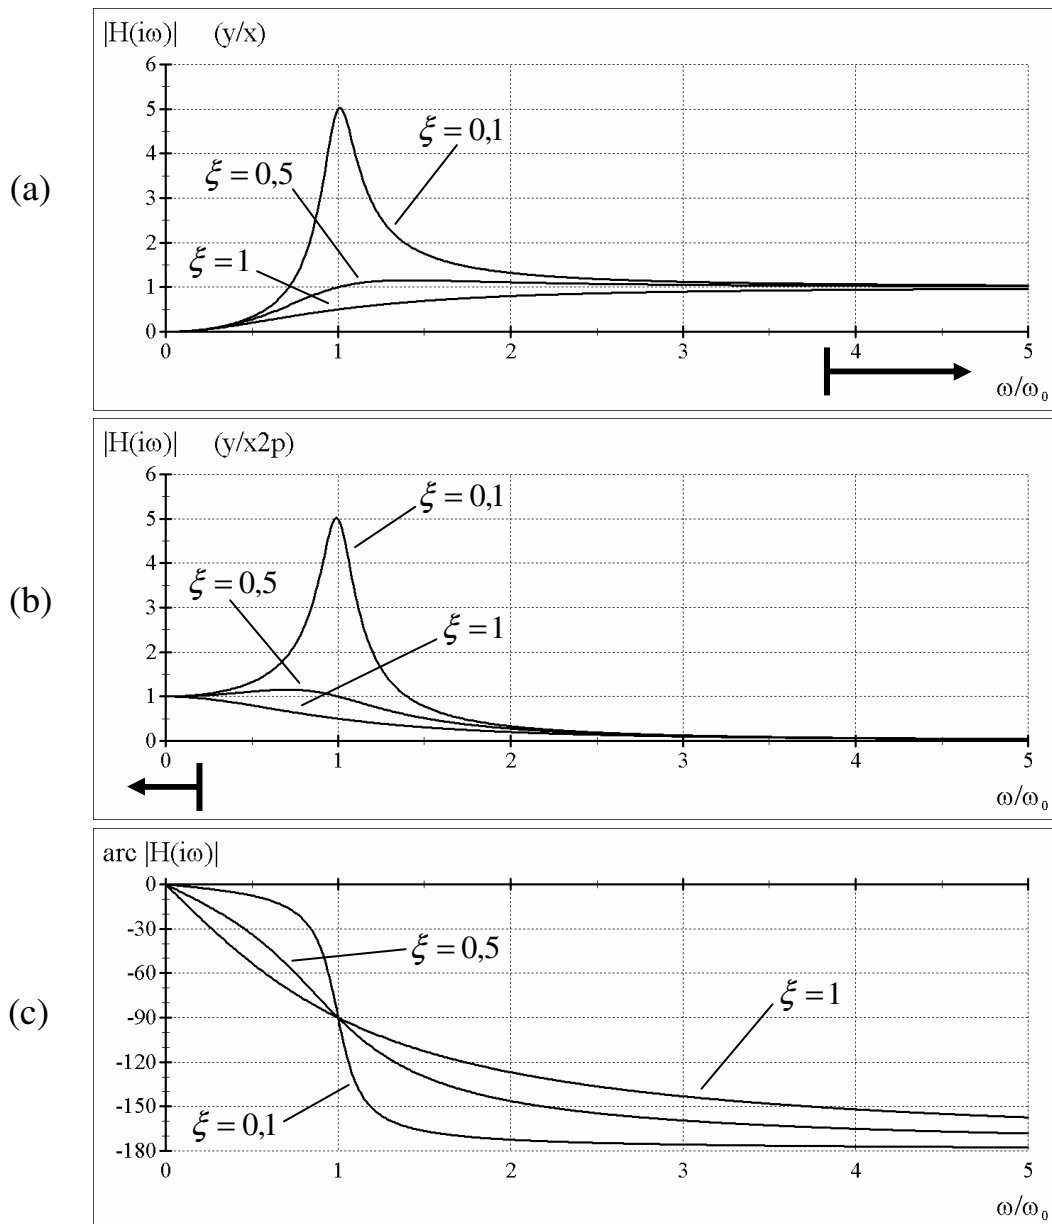 (a)
|H(iω)| (y/x)
6
5
4
3
2
1
0
ξ = 0,1
ξ = 0,5
ξ = 1
0 1 2 3 4 5
ω/ω₀
(b)
|H(iω)| (y/x2p)
6
5
4
3
2
1
0
ξ = 0,1
ξ = 0,5
ξ = 1
0 1 2 3 4 5
ω/ω₀
(c)
arc |H(iω)|
0
-30
-60
-90
-120
-150
-180
ξ = 0,5
ξ = 1
ξ = 0,1
0 1 2 3 4 5
ω/ω₀